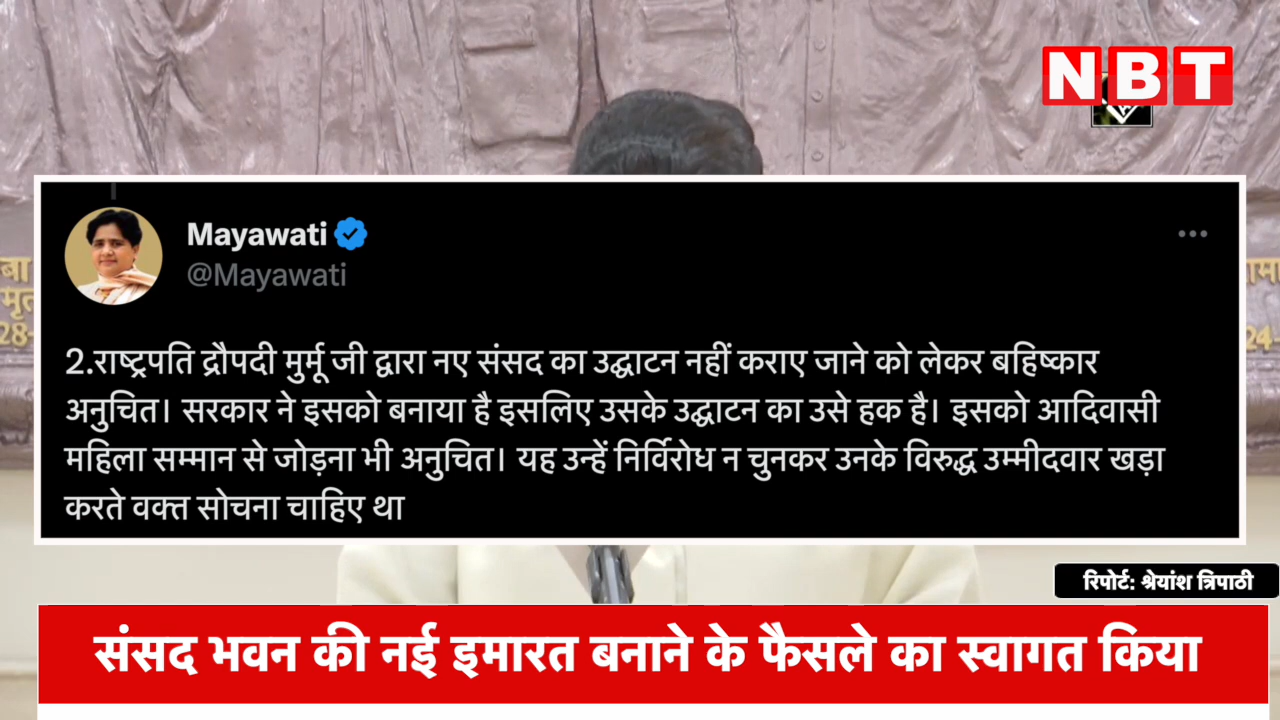 NBT
Mayawati
@Mayawati
2.राष्ट्रपति द्रौपदी मुर्मू जी द्वारा नए संसद का उद्घाटन नहीं कराए जाने को लेकर बहिष्कार
अनुचित। सरकार ने इसको बनाया है इसलिए उसके उद्घाटन का उसे हक है। इसको आदिवासी
महिला सम्मान से जोड़ना भी अनुचित। यह उन्हें निर्विरोध न चुनकर उनके विरुद्ध उम्मीदवार खड़ा
करते वक्त सोचना चाहिए था
रिपोर्ट: श्रेयांश त्रिपाठी
संसद भवन की नई इमारत बनाने के फैसले का स्वागत किया